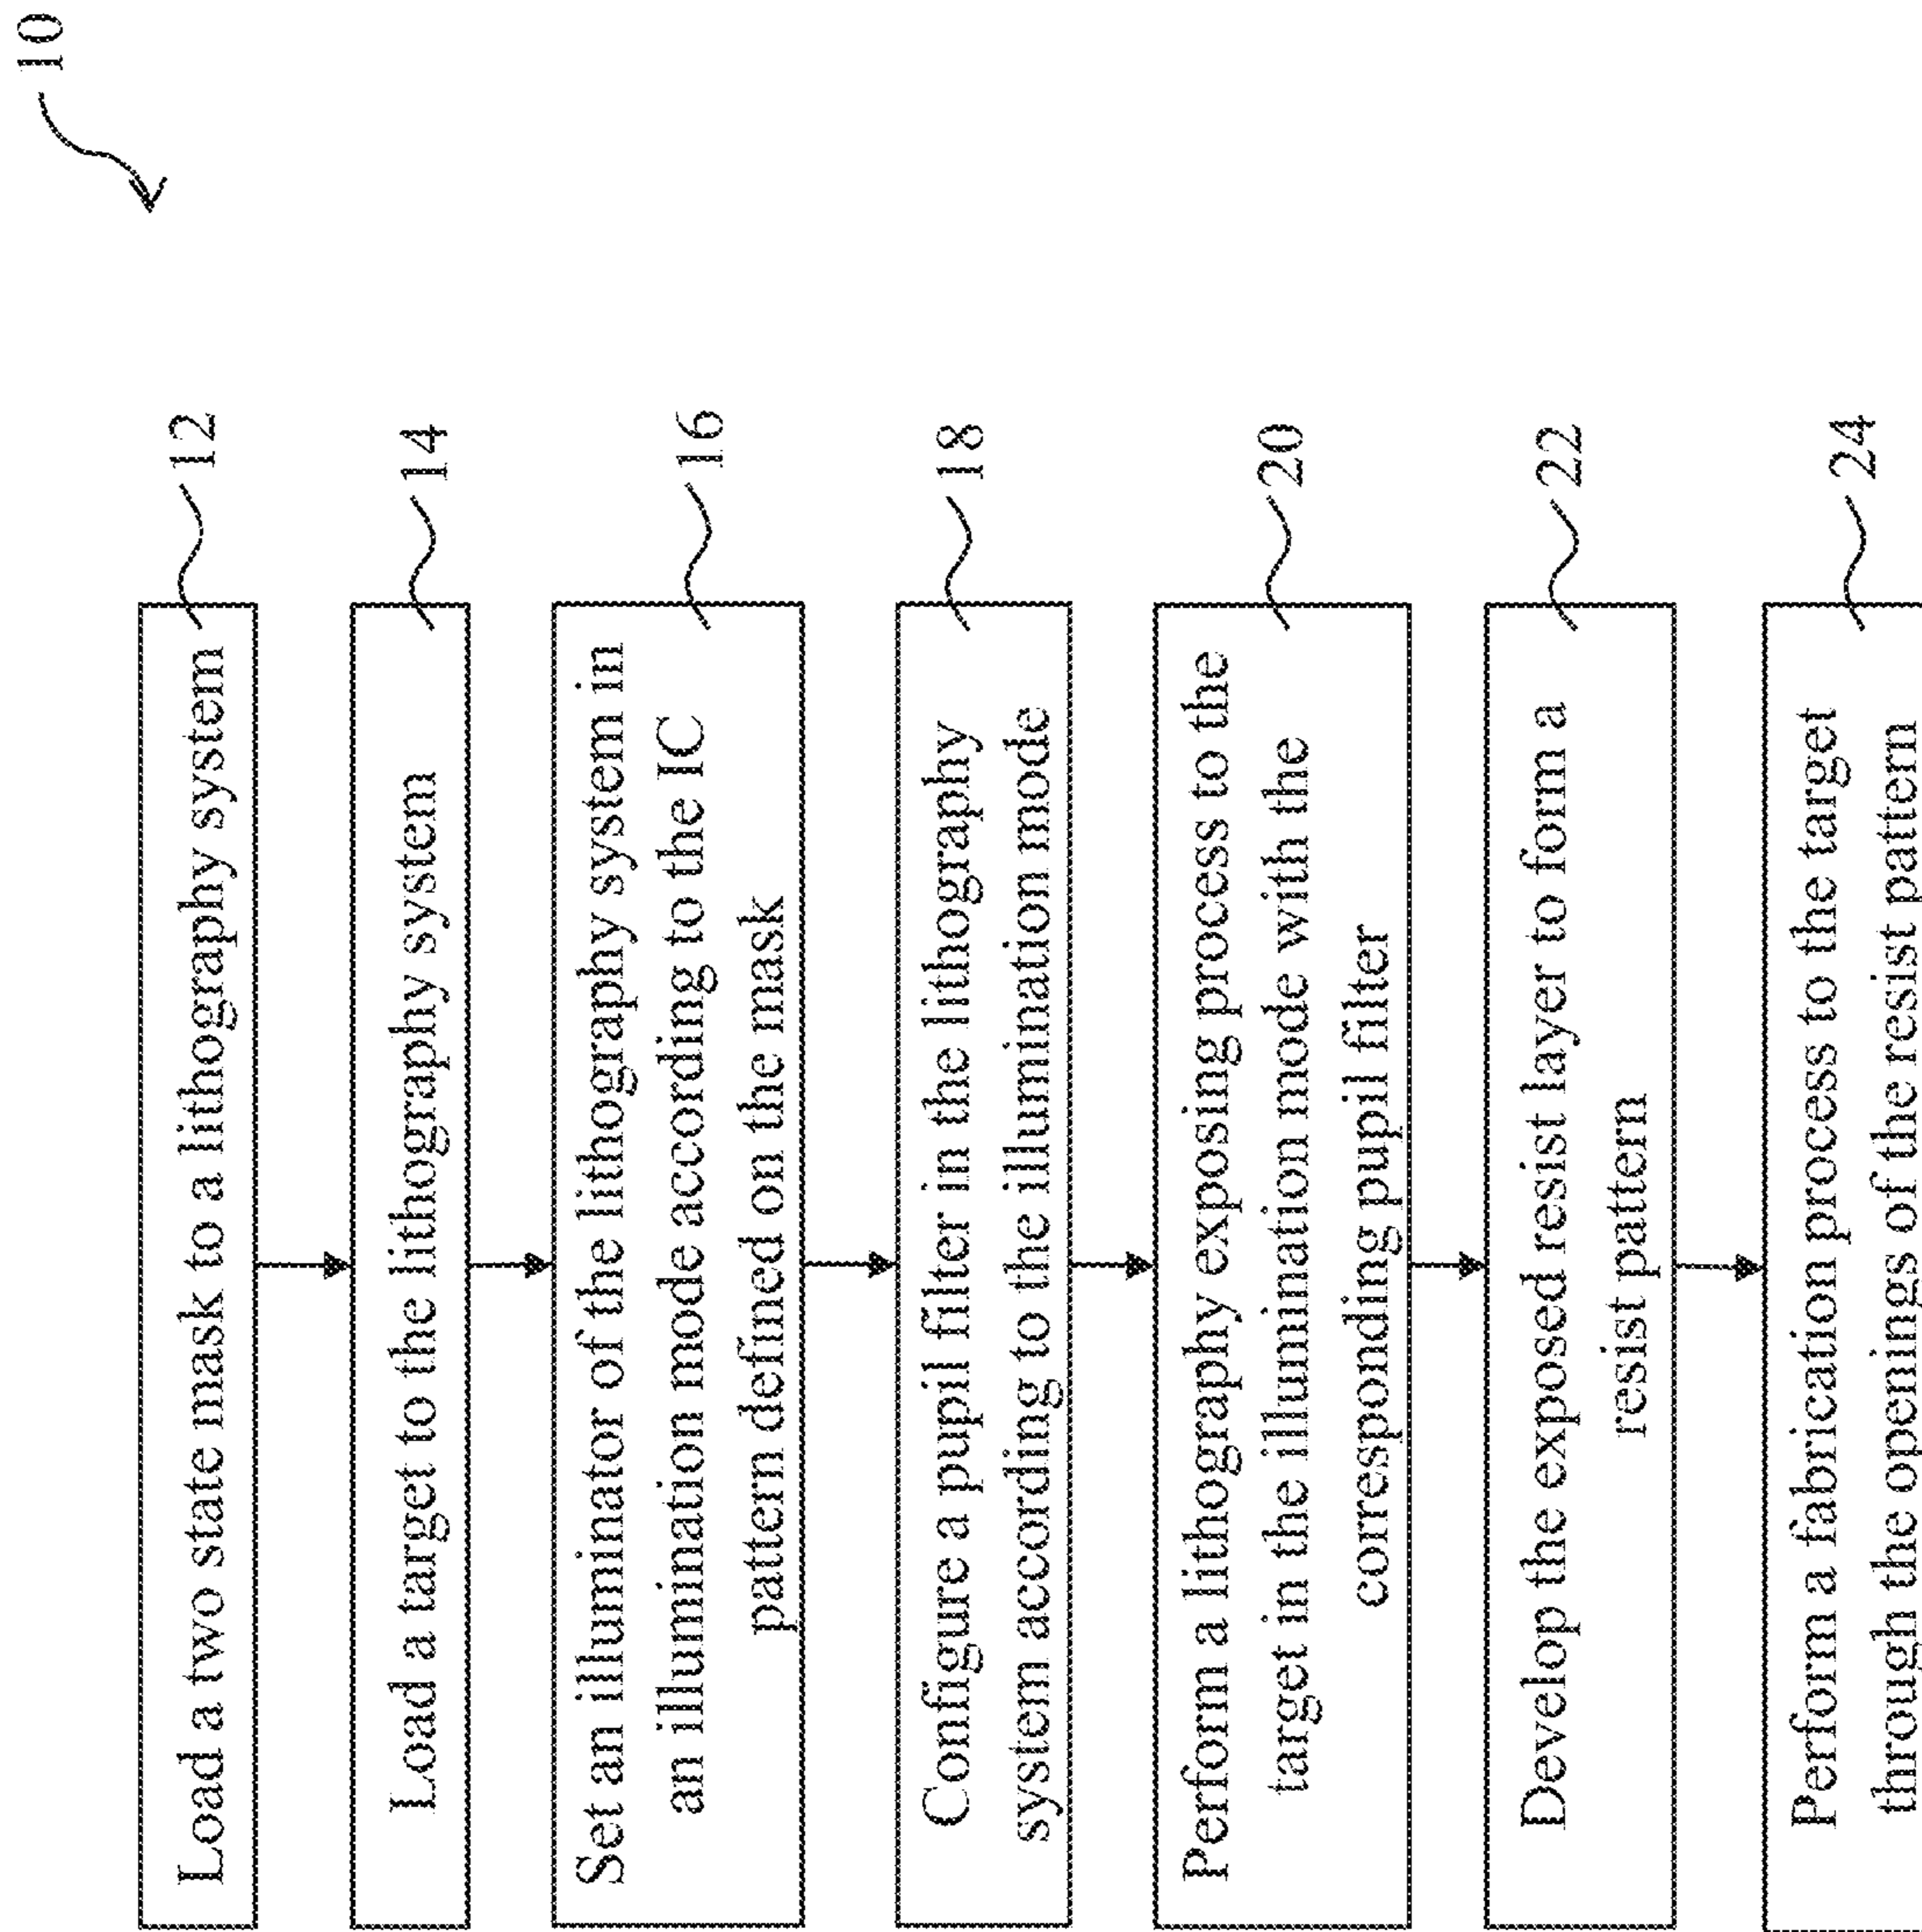 10
Load a two state mask to a lithography system
12
Load a target to the lithography system
14
Set an illuminator of the lithography system in
an illumination mode according to the IC
pattern defined on the mask
16
Configure a pupil filter in the lithography
system according to the illumination mode
18
Perform a lithography exposing process to the
target in the illumination mode with the
corresponding pupil filter
20
Develop the exposed resist layer to form a
resist pattern
22
Perform a fabrication process to the target
through the openings of the resist pattern
24